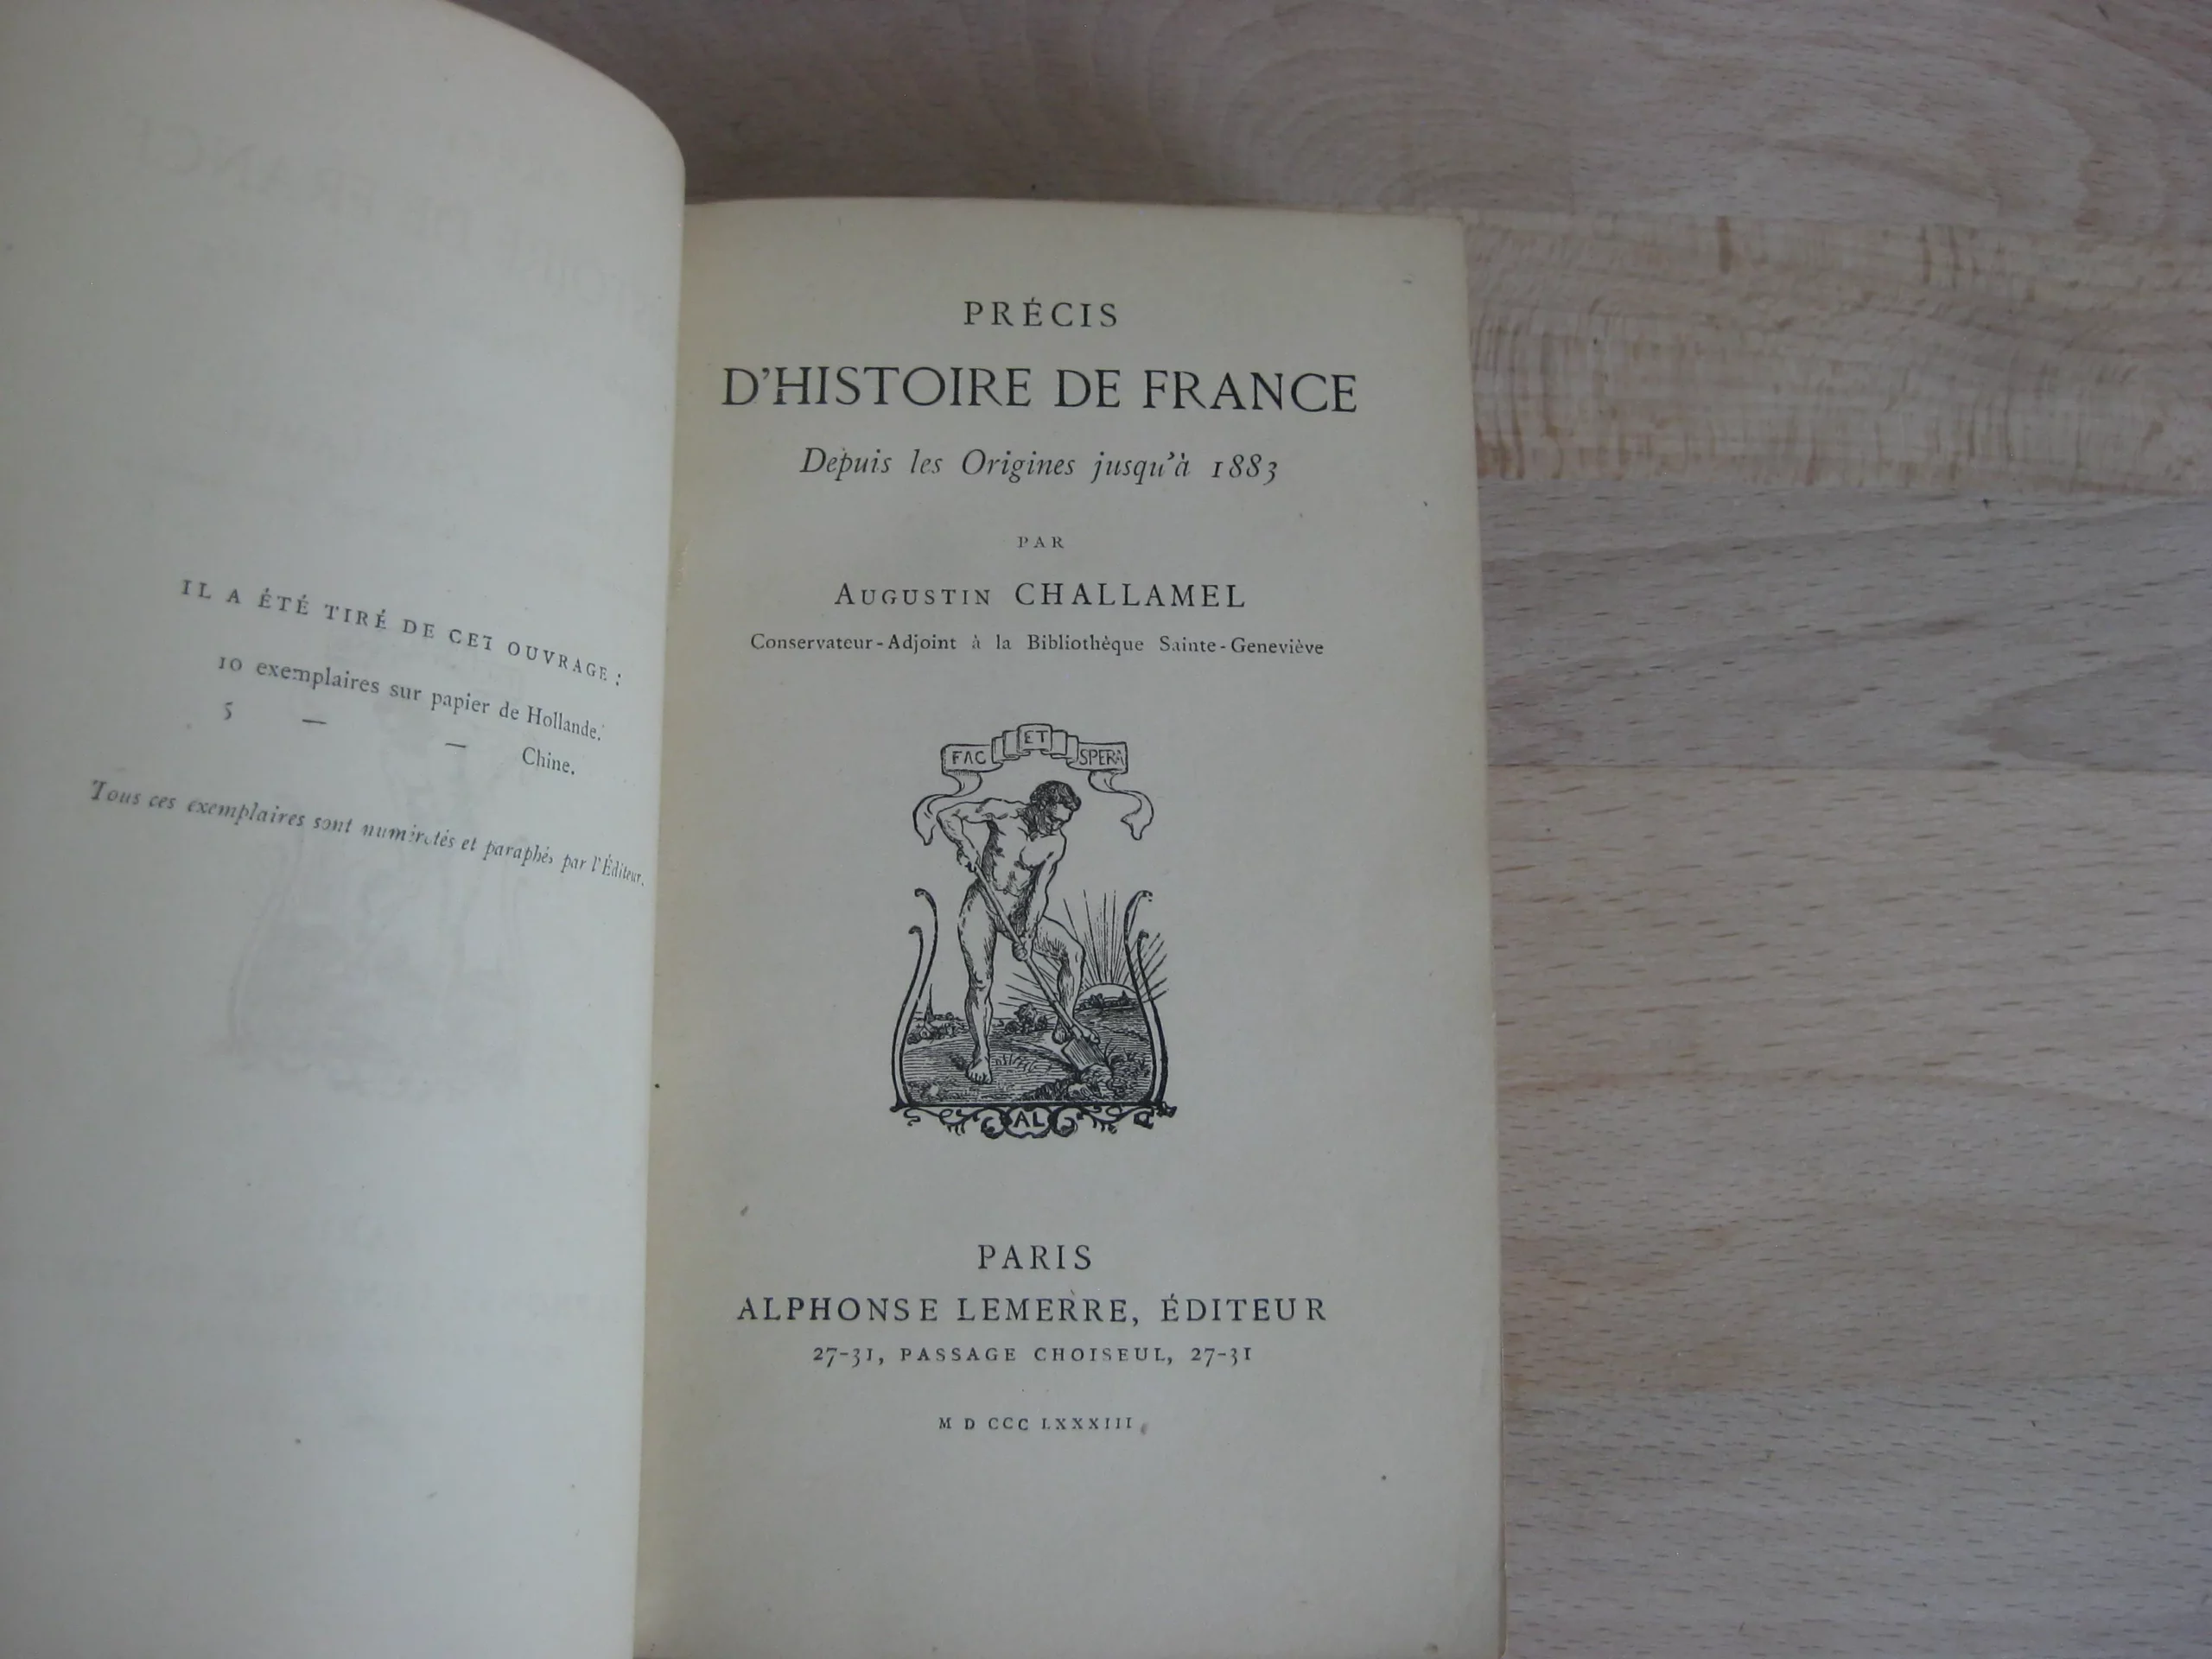 IL A ÉTÉ TIRÉ DE CET OUVRAGE :
10 exemplaires sur papier de Hollande.
5 — — Chine.
Tous ces exemplaires sont numérotés et paraphés par l'Éditeur.
PRÉCIS
D'HISTOIRE DE FRANCE
Depuis les Origines jusqu'à 1883
PAR
AUGUSTIN CHALLAMEL
Conservateur-Adjoint à la Bibliothèque Sainte-Geneviève
FAC ET SPERA
AL
PARIS
ALPHONSE LEMERRE, ÉDITEUR
27-31, PASSAGE CHOISEUL, 27-31
M D CCC LXXXIII